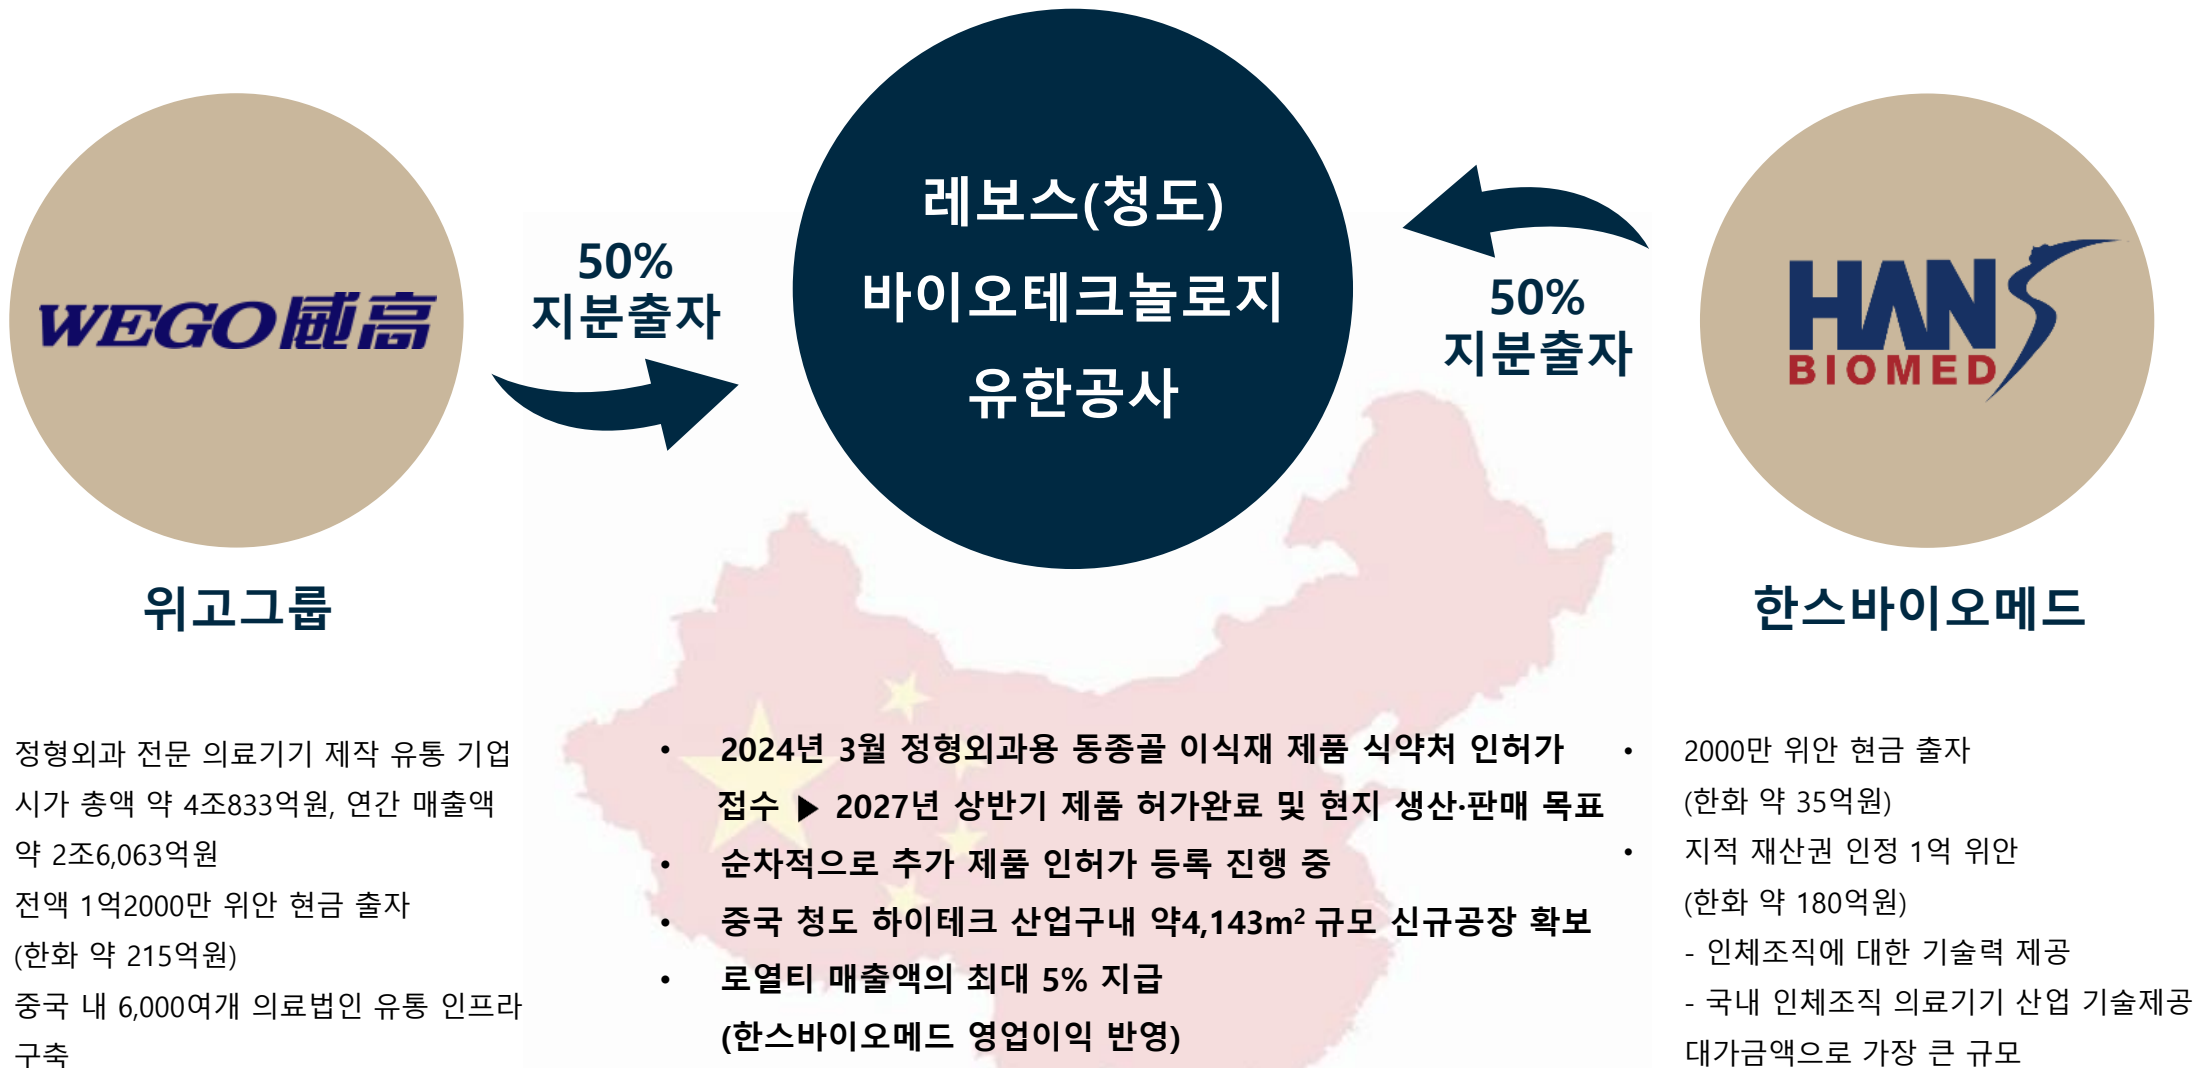 WEGO 威高
위고그룹
정형외과 전문 의료기기 제작 유통 기업
시가 총액 약 4조833억원, 연간 매출액
약 2조6,063억원
전액 1억2000만 위안 현금 출자
(한화 약 215억원)
중국 내 6,000여개 의료법인 유통 인프라
구축
50%
지분출자
레보스(청도)
바이오테크놀로지
유한공사
• 2024년 3월 정형외과용 동종골 이식재 제품 식약처 인허가
접수 ▶ 2027년 상반기 제품 허가완료 및 현지 생산·판매 목표
• 순차적으로 추가 제품 인허가 등록 진행 중
• 중국 청도 하이테크 산업구내 약4,143m² 규모 신규공장 확보
• 로열티 매출액의 최대 5% 지급
(한스바이오메드 영업이익 반영)
50%
지분출자
HANS
BIOMED
한스바이오메드
• 2000만 위안 현금 출자
(한화 약 35억원)
• 지적 재산권 인정 1억 위안
(한화 약 180억원)
- 인체조직에 대한 기술력 제공
- 국내 인체조직 의료기기 산업 기술제공
대가금액으로 가장 큰 규모